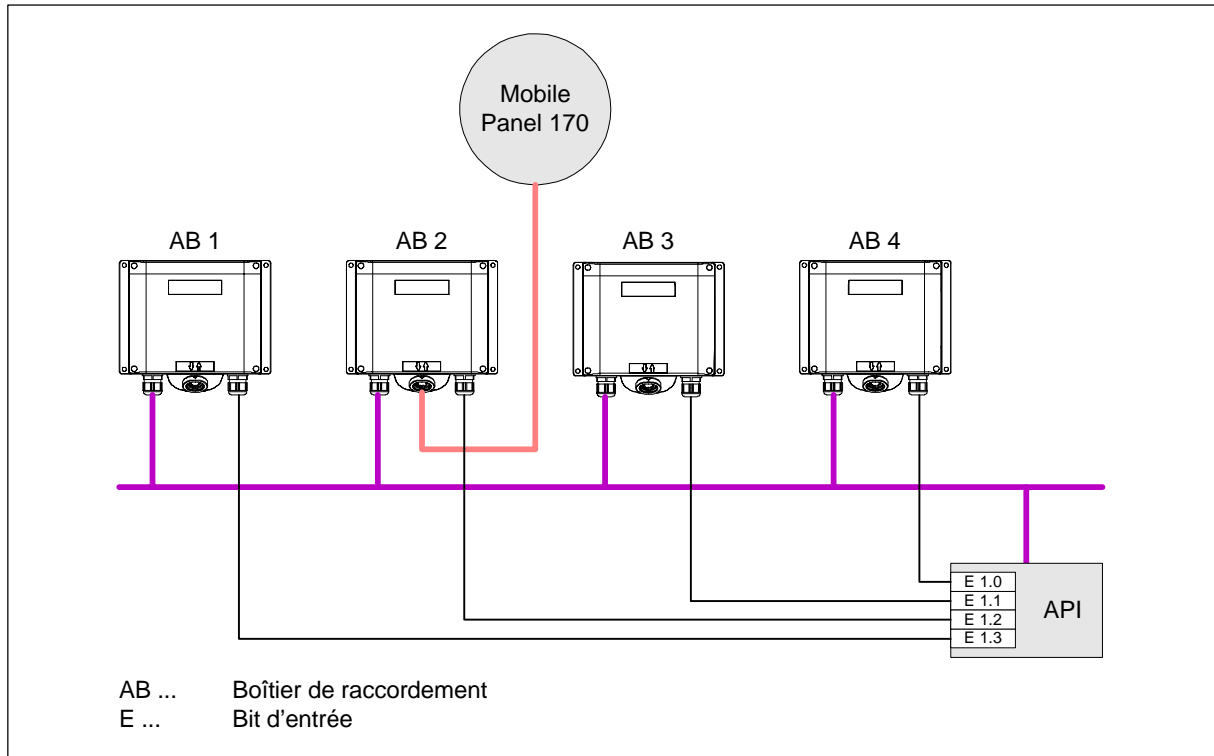 Mobile
Panel 170
AB 1
AB 2
AB 3
AB 4
E 1.0
E 1.1
E 1.2
E 1.3
API
AB ... Boîtier de raccordement
E ... Bit d'entrée